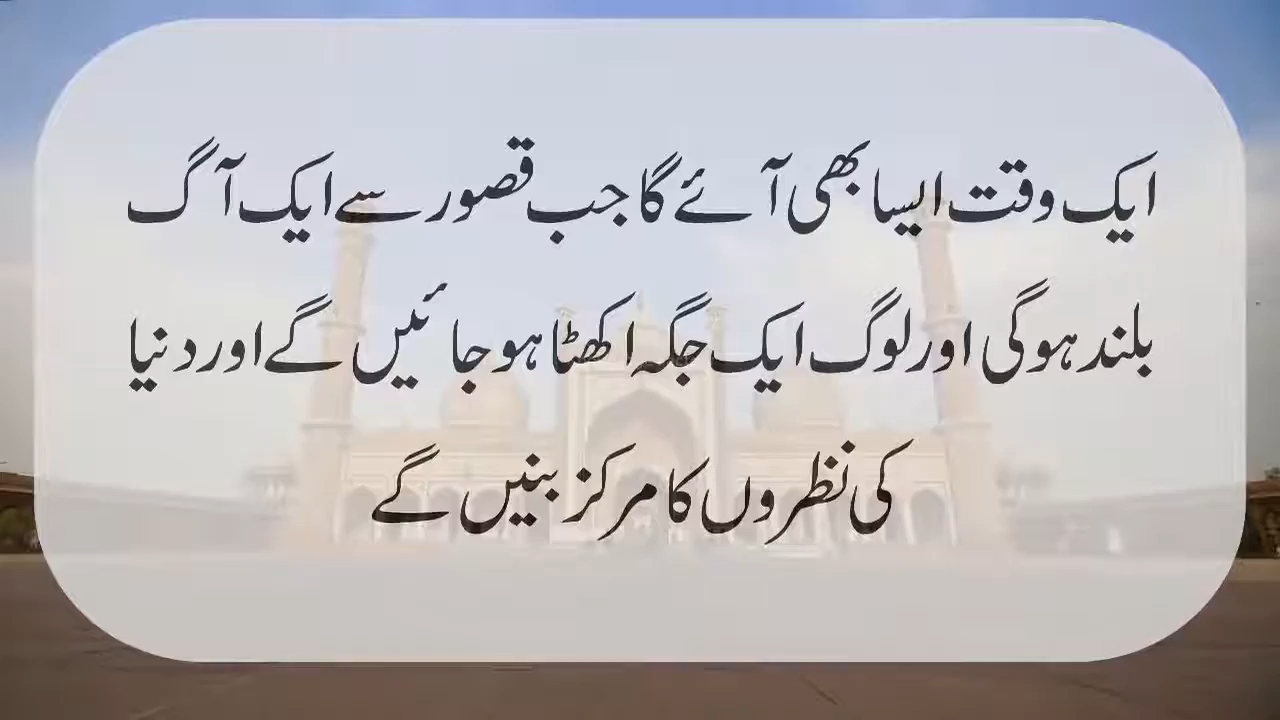 ایک وقت ایسا بھی آئے گا جب قصور سے ایک آگ
بلند ہوگی اور لوگ ایک جگہ اکھٹا ہو جائیں گے اور دنیا
کی نظروں کا مرکز بنیں گے